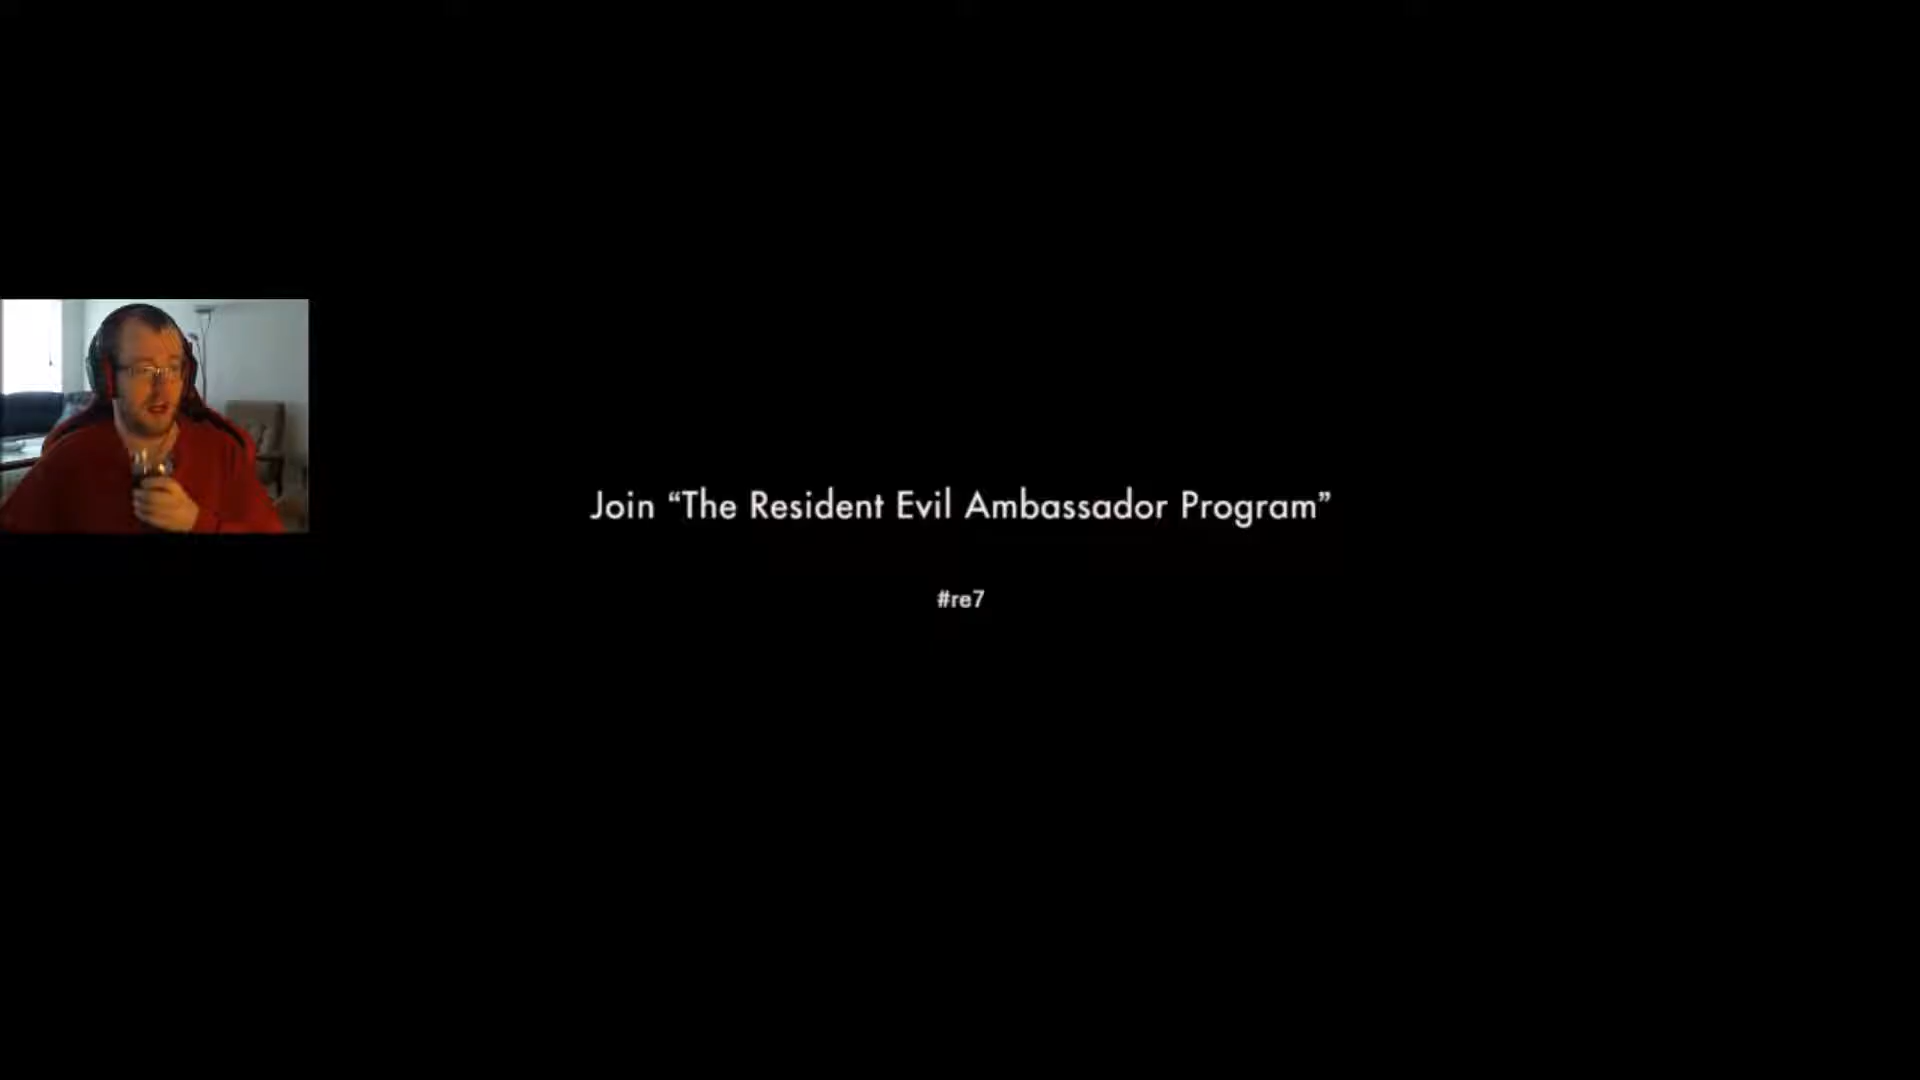 Join “The Resident Evil Ambassador Program”
#re7